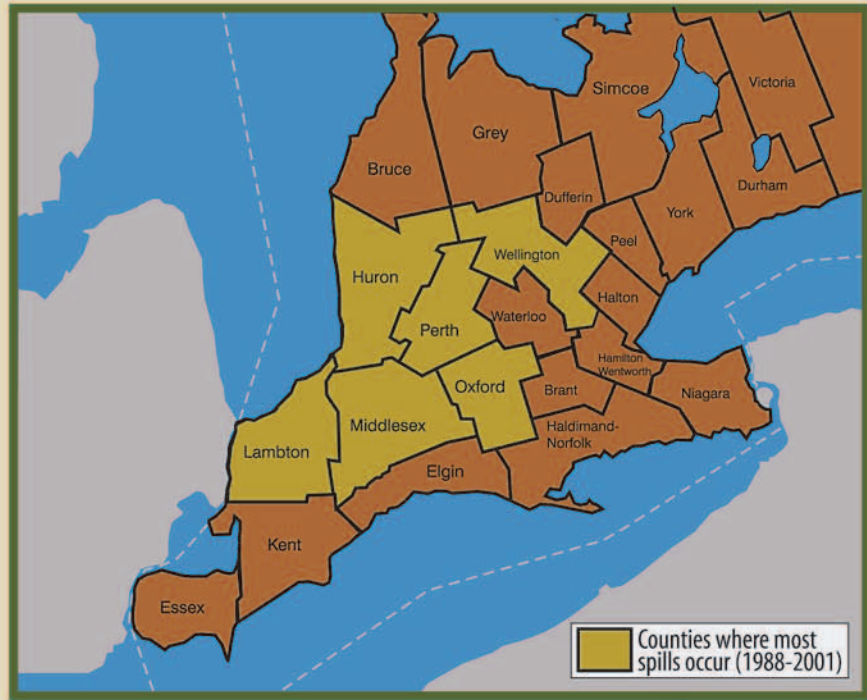 Simcoe
Victoria
Grey
Bruce
Dufferin
Durham
York
Peel
Wellington
Huron
Halton
Waterloo
Perth
Hamilton
Wentworth
Oxford
Brant
Niagara
Middlesex
Haldimand-
Norfolk
Lambton
Elgin
Kent
Essex
Counties where most
spills occur (1988-2001)